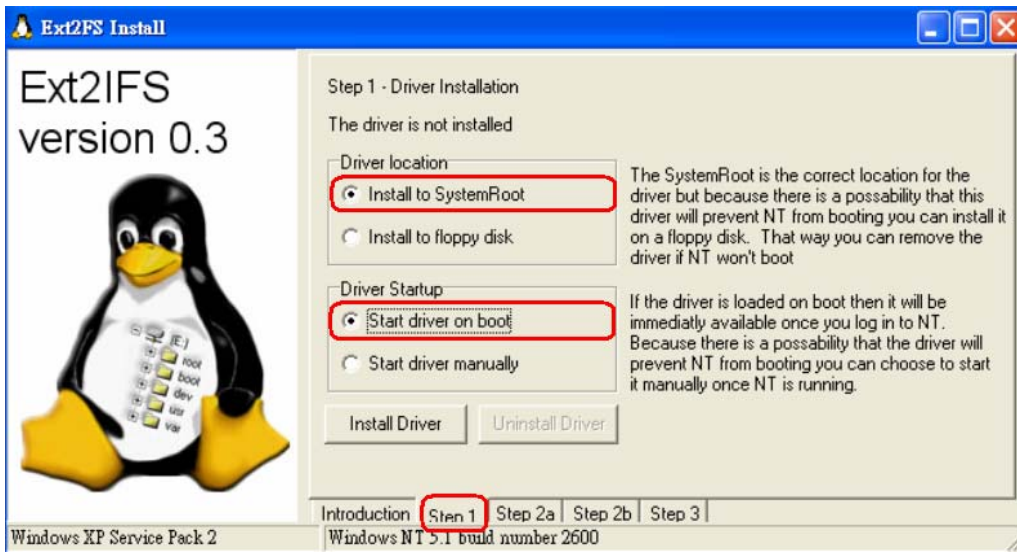 Ext2FS Install
Ext2IFS
version 0.3
(E:)
root
boot
dev
usr
var
Step 1 - Driver Installation
The driver is not installed
Driver location
Install to SystemRoot
Install to floppy disk
The SystemRoot is the correct location for the
driver but because there is a possability that this
driver will prevent NT from booting you can install it
on a floppy disk. That way you can remove the
driver if NT won't boot
Driver Startup
Start driver on boot
Start driver manually
If the driver is loaded on boot then it will be
immediatly available once you log in to NT.
Because there is a possability that the driver will
prevent NT from booting you can choose to start
it manually once NT is running.
Install Driver
Uninstall Driver
Introduction
Step 1
Step 2a
Step 2b
Step 3
Windows XP Service Pack 2
Windows NT 5.1 build number 2600